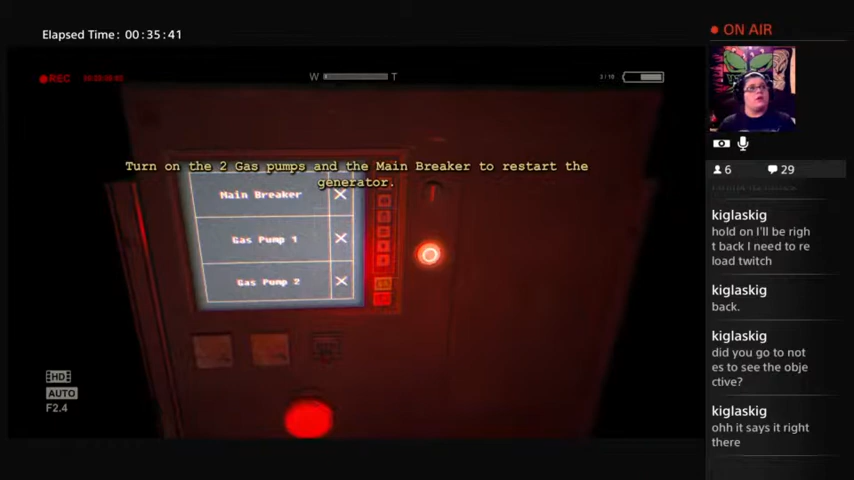 Elapsed Time: 00:35:41
ON AIR
REC
W T
3/10
Turn on the 2 Gas pumps and the Main Breaker to restart the
generator.
Main Breaker X
Gas Pump 1 X
Gas Pump 2 X
HD
AUTO
F2.4
6 29
kiglaskig
hold on I'll be righ
t back I need to re
load twitch
kiglaskig
back.
kiglaskig
did you go to not
es to see the obje
ctive?
kiglaskig
ohh it says it right
there